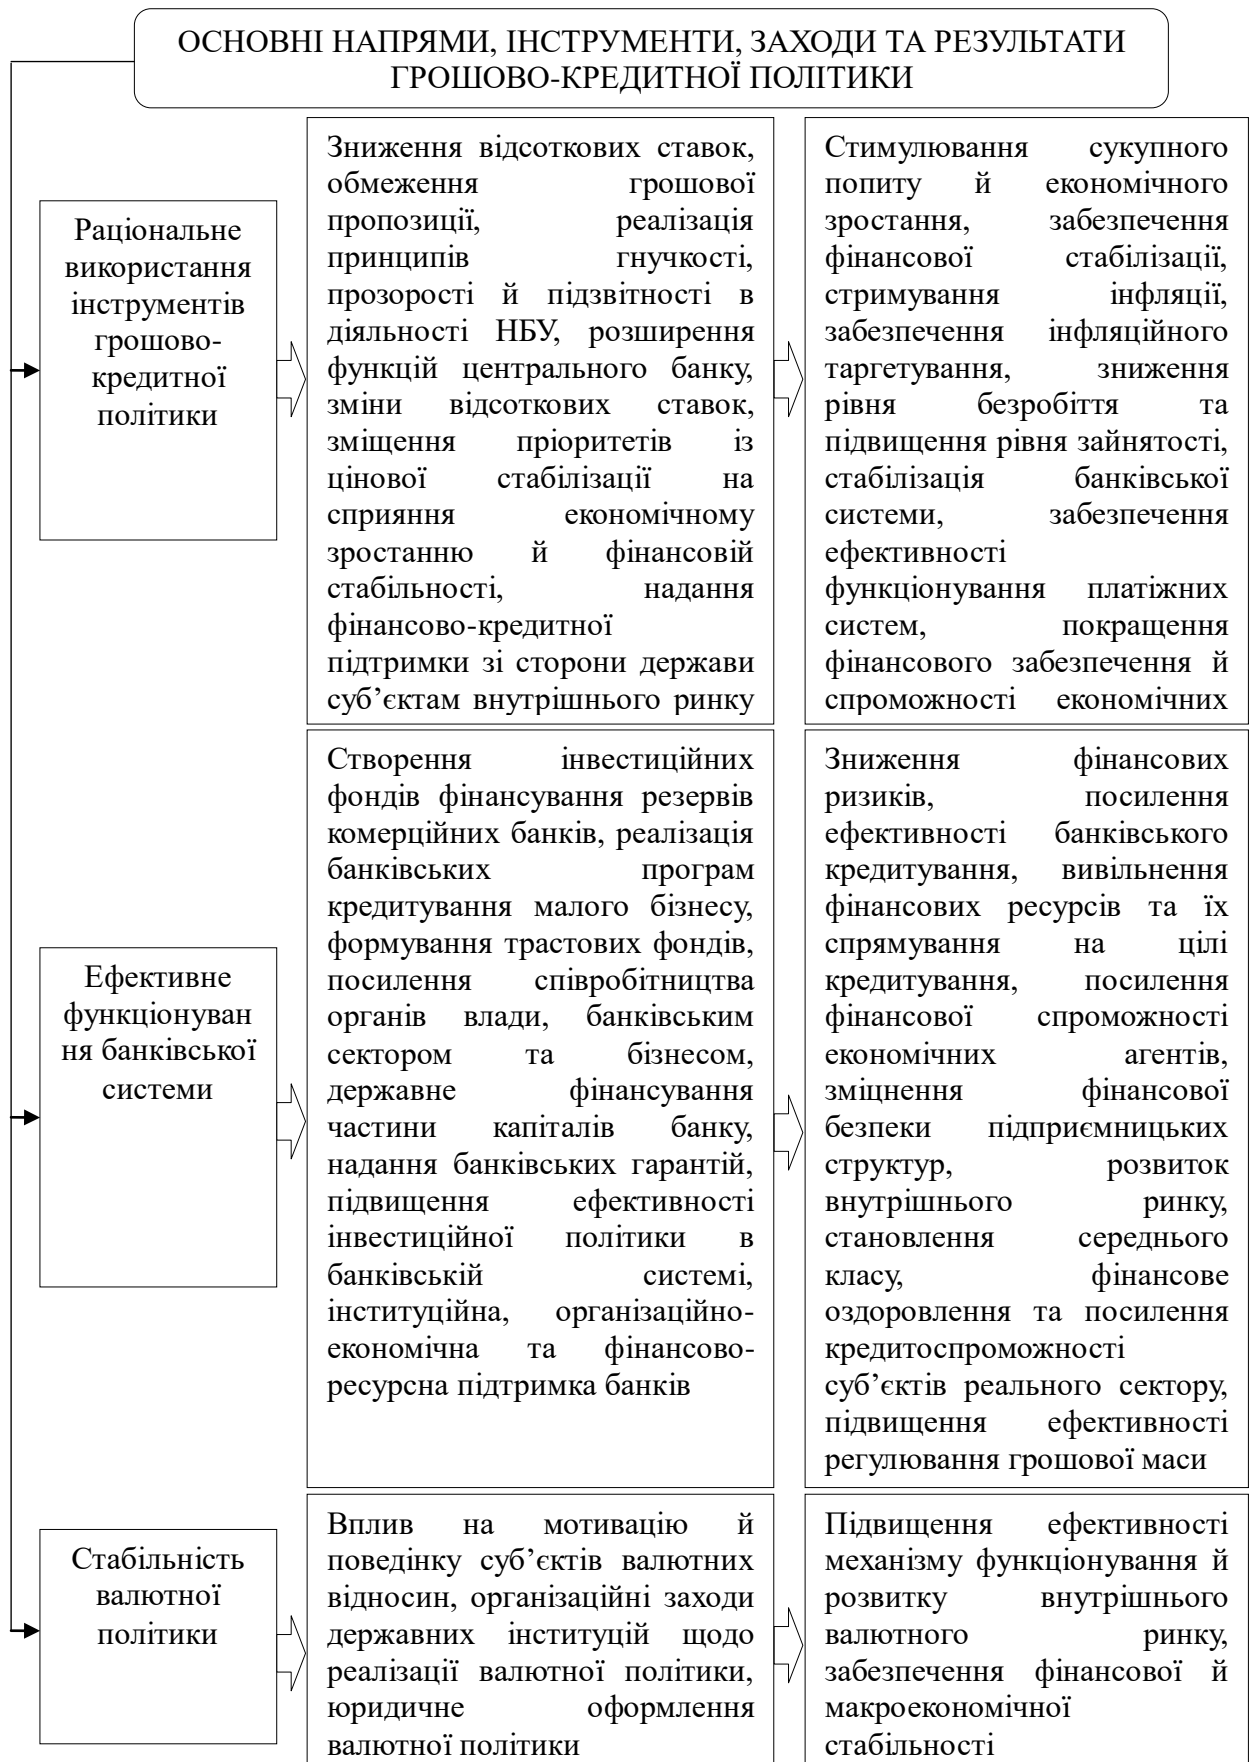 ОСНОВНІ НАПРЯМИ, ІНСТРУМЕНТИ, ЗАХОДИ ТА РЕЗУЛЬТАТИ
ГРОШОВО-КРЕДИТНОЇ ПОЛІТИКИ
Раціональне
використання
інструментів
грошово-
кредитної
політики
Зниження відсоткових ставок,
обмеження грошової
пропозиції, реалізація
принципів гнучкості,
прозорості й підзвітності в
діяльності НБУ, розширення
функцій центрального банку,
зміни відсоткових ставок,
зміщення пріоритетів із
цінової стабілізації на
сприяння економічному
зростанню й фінансовій
стабільності, надання
фінансово-кредитної
підтримки зі сторони держави
суб’єктам внутрішнього ринку
Стимулювання сукупного
попиту й економічного
зростання, забезпечення
фінансової стабілізації,
стримування інфляції,
забезпечення інфляційного
таргетування, зниження
рівня безробіття та
підвищення рівня зайнятості,
стабілізація банківської
системи, забезпечення
ефективності
функціонування платіжних
систем, покращення
фінансового забезпечення й
спроможності економічних
Ефективне
функціонуван
ня банківської
системи
Створення інвестиційних
фондів фінансування резервів
комерційних банків, реалізація
банківських програм
кредитування малого бізнесу,
формування трастових фондів,
посилення співробітництва
органів влади, банківським
сектором та бізнесом,
державне фінансування
частини капіталів банку,
надання банківських гарантій,
підвищення ефективності
інвестиційної політики в
банківській системі,
інституційна, організаційно-
економічна та фінансово-
ресурсна підтримка банків
Зниження фінансових
ризиків, посилення
ефективності банківського
кредитування, вивільнення
фінансових ресурсів та їх
спрямування на цілі
кредитування, посилення
фінансової спроможності
економічних агентів,
зміцнення фінансової
безпеки підприємницьких
структур, розвиток
внутрішнього ринку,
становлення середнього
класу, фінансове
оздоровлення та посилення
кредитоспроможності
суб’єктів реального сектору,
підвищення ефективності
регулювання грошової маси
Стабільність
валютної
політики
Вплив на мотивацію й
поведінку суб’єктів валютних
відносин, організаційні заходи
державних інституцій щодо
реалізації валютної політики,
юридичне оформлення
валютної політики
Підвищення ефективності
механізму функціонування й
розвитку внутрішнього
валютного ринку,
забезпечення фінансової й
макроекономічної
стабільності